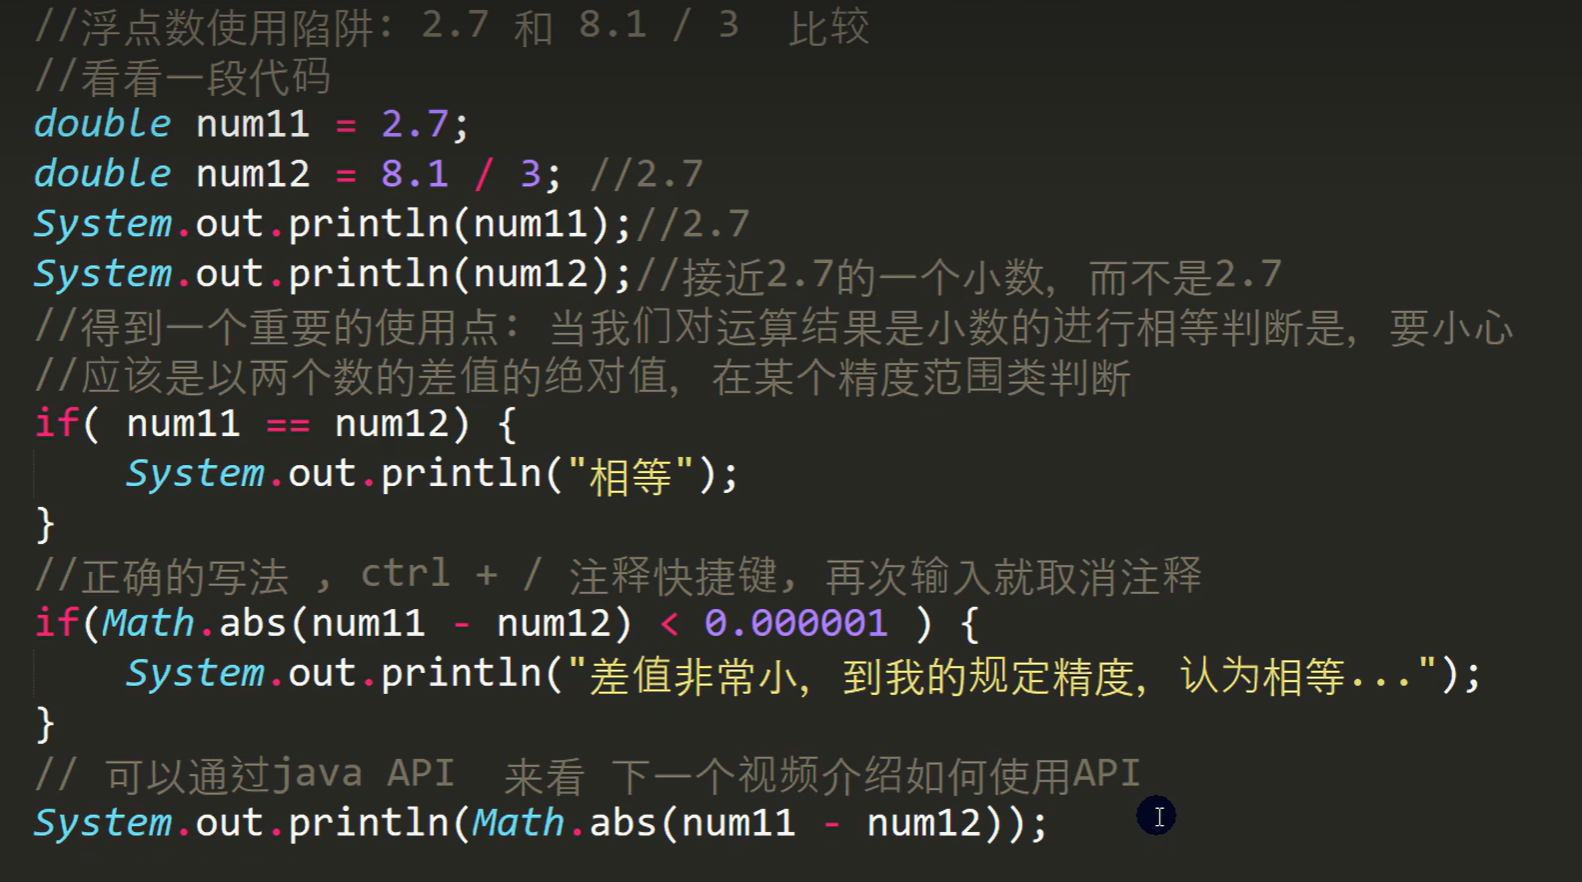 //浮点数使用陷阱: 2.7 和 8.1 / 3  比较
//看看一段代码
double num11 = 2.7;
double num12 = 8.1 / 3; //2.7
System.out.println(num11);//2.7
System.out.println(num12);//接近2.7的一个小数，而不是2.7
//得到一个重要的使用点: 当我们对运算结果是小数的进行相等判断是，要小心
//应该是以两个数的差值的绝对值，在某个精度范围类判断
if( num11 == num12) {
    System.out.println("相等");
}
//正确的写法 , ctrl + / 注释快捷键, 再次输入就取消注释
if(Math.abs(num11 - num12) < 0.000001 ) {
    System.out.println("差值非常小，到我的规定精度，认为相等...");
}
// 可以通过java API  来看 下一个视频介绍如何使用API
System.out.println(Math.abs(num11 - num12));